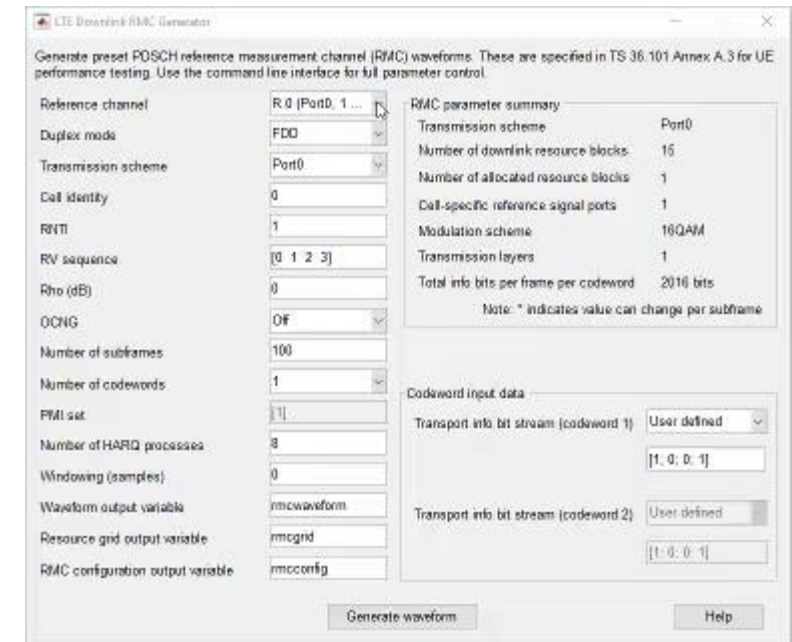 LTE Downlink RMC Generator
Generate preset PDSCH reference measurement channel (RMC) waveforms. These are specified in TS 36.101 Annex A.3 for UE
performance testing. Use the command line interface for full parameter control.
Reference channel R.0 (Port0, 1 ...
Duplex mode FDD
Transmission scheme Port0
Cell identity 0
RNTI 1
RV sequence [0 1 2 3]
Rho (dB) 0
OCNG Off
Number of subframes 100
Number of codewords 1
PMI set [1]
Number of HARQ processes 8
Windowing (samples) 0
Waveform output variable rmcwaveform
Resource grid output variable rmcgrid
RMC configuration output variable rmcconfig
RMC parameter summary
Transmission scheme Port0
Number of downlink resource blocks 15
Number of allocated resource blocks 1
Cell-specific reference signal ports 1
Modulation scheme 16QAM
Transmission layers 1
Total info bits per frame per codeword 2016 bits
Note: * indicates value can change per subframe
Codeword input data
Transport info bit stream (codeword 1) User defined
[1; 0; 0; 1]
Transport info bit stream (codeword 2) User defined
[1; 0; 0; 1]
Generate waveform
Help